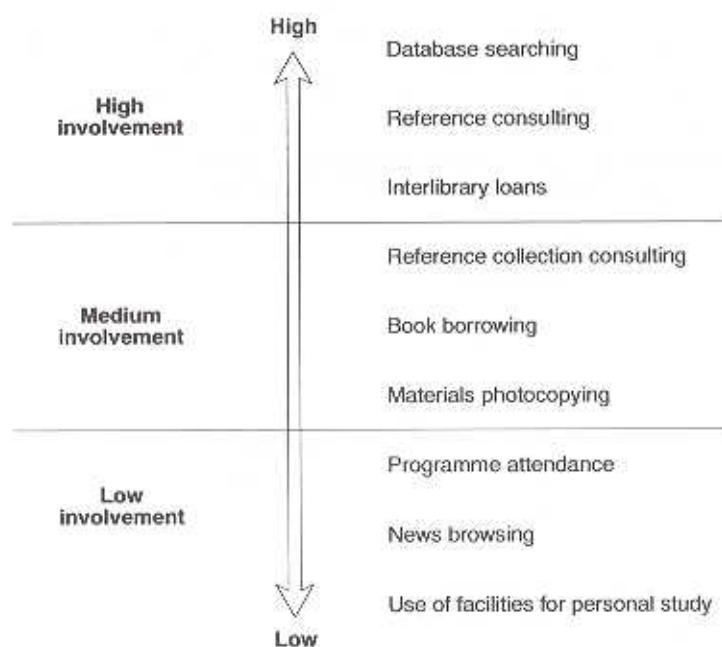 High
Database searching
High
involvement
Reference consulting
Interlibrary loans
Reference collection consulting
Medium
involvement
Book borrowing
Materials photocopying
Programme attendance
Low
involvement
News browsing
Use of facilities for personal study
Low